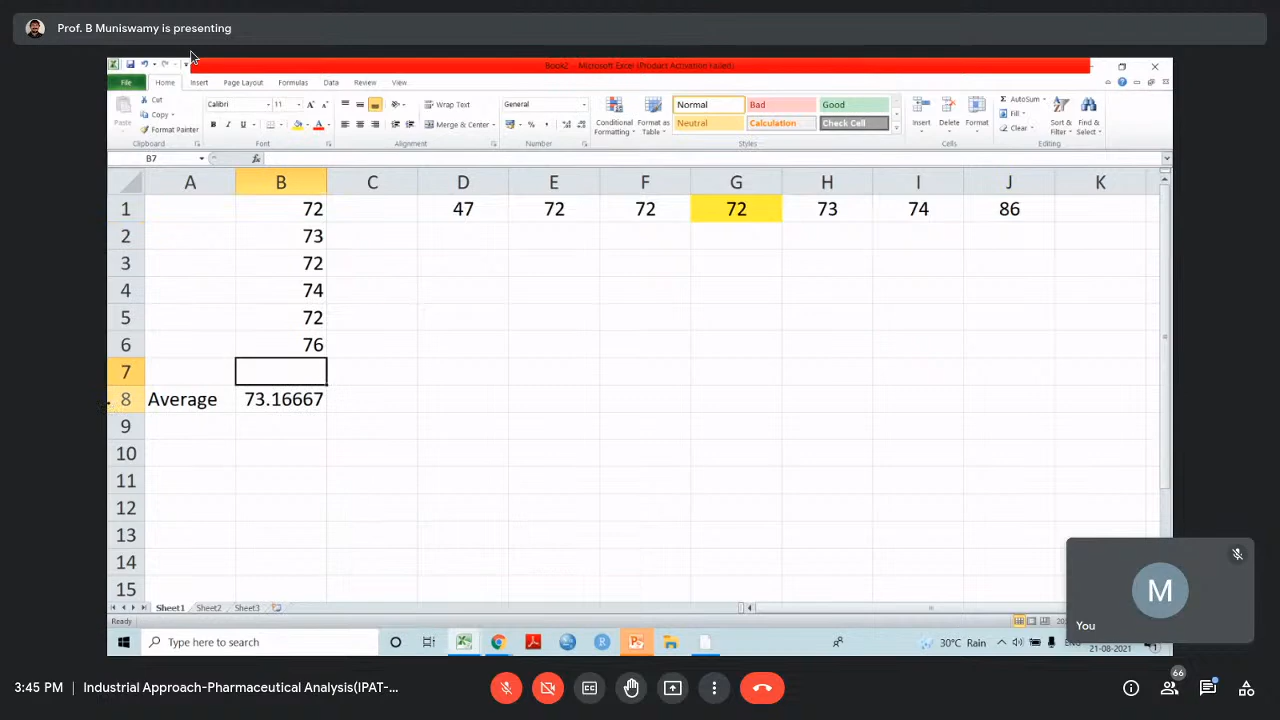 Prof. B Muniswamy is presenting
Book2 - Microsoft Excel (Product Activation Failed)
File Home Insert Page Layout Formulas Data Review View
Cut
Copy
Format Painter
Paste
Clipboard
Calibri 11
B I U
Font
Wrap Text
Merge & Center
Alignment
General
Number
Conditional Formatting
Format as Table
Normal Bad Good
Neutral Calculation Check Cell
Styles
Insert Delete Format
Cells
AutoSum
Fill
Clear
Sort & Filter
Find & Select
Editing
B7 fx
A B C D E F G H I J K
1 72 47 72 72 72 73 74 86
2 73
3 72
4 74
5 72
6 76
7
8 Average 73.16667
9
10
11
12
13
14
15
Sheet1 Sheet2 Sheet3
Ready
Type here to search
30°C Rain
21-08-2021
M
You
3:45 PM | Industrial Approach-Pharmaceutical Analysis(IPAT-...
66